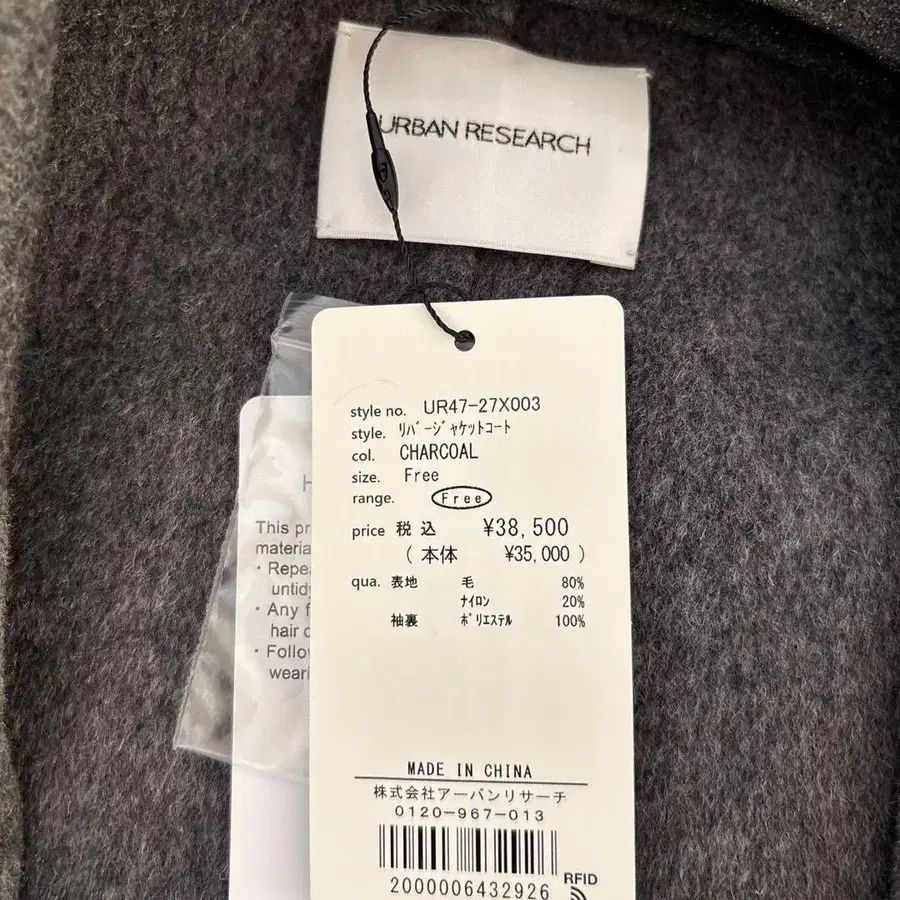 URBAN RESEARCH
style no. UR47-27X003
style. ﾘﾊﾞｰｼﾞｬｹｯﾄｺｰﾄ
col. CHARCOAL
size. Free
range. Free
price 税込 ¥38,500
( 本体 ¥35,000 )
qua. 表地 毛 80%
ﾅｲﾛﾝ 20%
袖裏 ﾎﾟﾘｴｽﾃﾙ 100%
MADE IN CHINA
株式会社アーバンリサーチ
0120-967-013
2000006432926
RFID
H
This pr
materia
・Repe
untidy
・Any f
hair
・Follow
weari